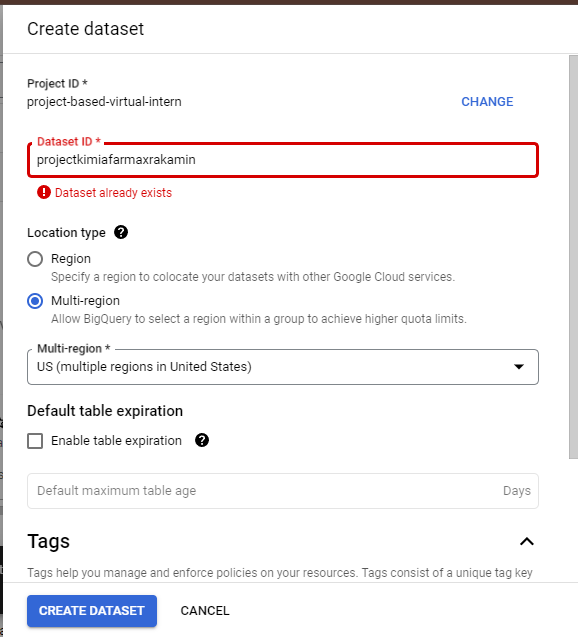 Create dataset
Project ID *
project-based-virtual-intern
CHANGE
Dataset ID *
projectkimiafarmaxrakamin
Dataset already exists
Location type
Region
Specify a region to colocate your datasets with other Google Cloud services.
Multi-region
Allow BigQuery to select a region within a group to achieve higher quota limits.
Multi-region *
US (multiple regions in United States)
Default table expiration
Enable table expiration
Default maximum table age
Days
Tags
Tags help you manage and enforce policies on your resources. Tags consist of a unique tag key
CREATE DATASET
CANCEL